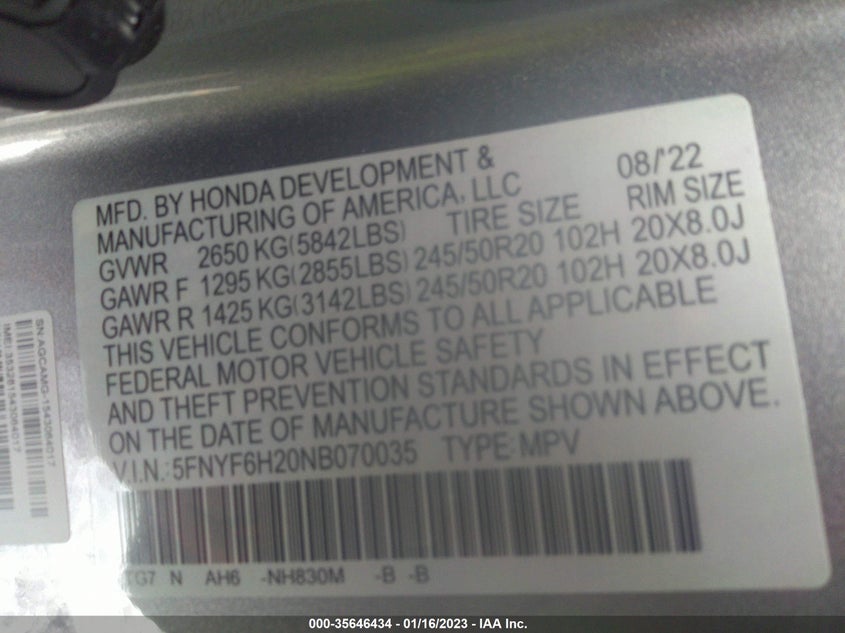 MFD. BY HONDA DEVELOPMENT & 08/'22
MANUFACTURING OF AMERICA, LLC RIM SIZE
GVWR 2650 KG(5842LBS) TIRE SIZE
GAWR F 1295 KG(2855LBS) 245/50R20 102H 20X8.0J
GAWR R 1425 KG(3142LBS) 245/50R20 102H 20X8.0J
THIS VEHICLE CONFORMS TO ALL APPLICABLE
FEDERAL MOTOR VEHICLE SAFETY
AND THEFT PREVENTION STANDARDS IN EFFECT
ON THE DATE OF MANUFACTURE SHOWN ABOVE.
V.I.N.: 5FNYF6H20NB070035 TYPE: MPV
TG7 N AH6 -NH830M -B -B
000-35646434 - 01/16/2023 - IAA Inc.